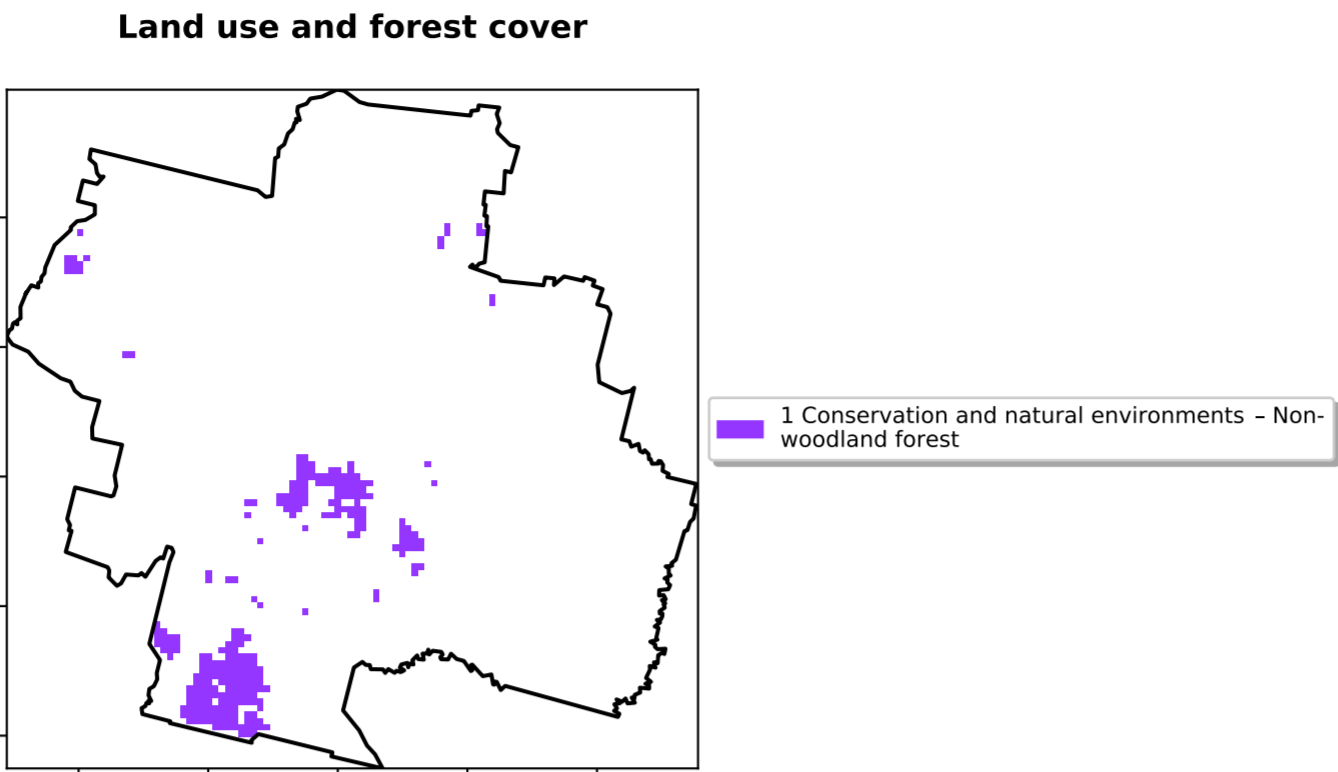 Land use and forest cover
1 Conservation and natural environments – Non-
woodland forest